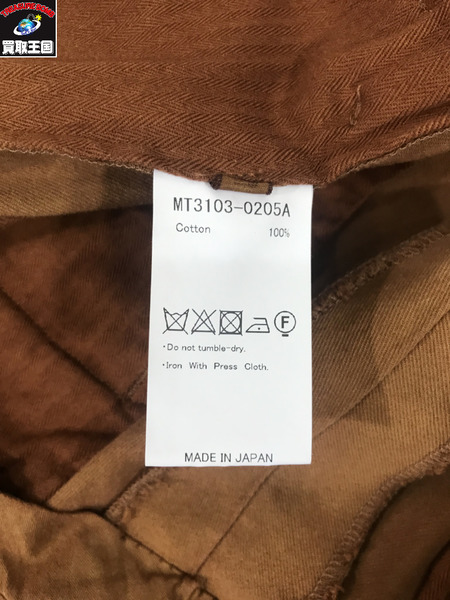 買取王国
MT3103-0205A
Cotton 100%
F
・Do not tumble-dry.
・Iron With Press Cloth.
MADE IN JAPAN